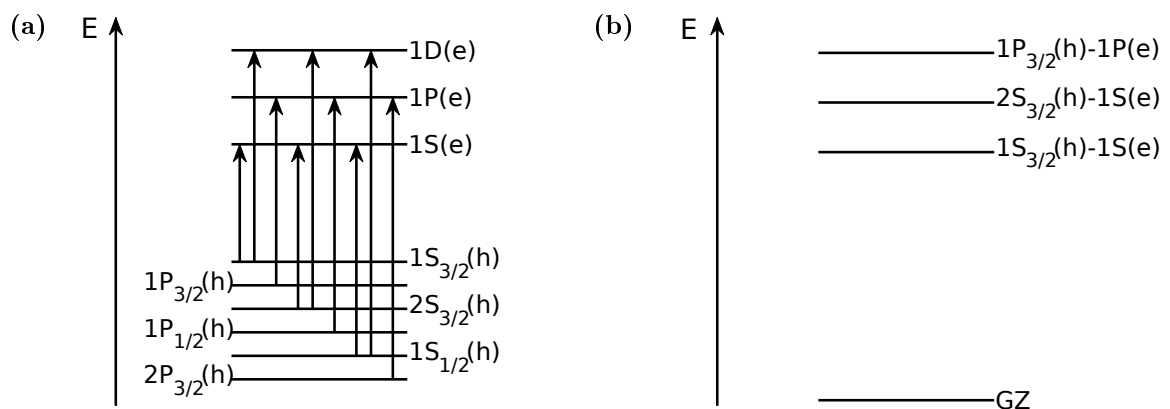 (a)
E
1D(e)
1P(e)
1S(e)
1S3/2(h)
1P3/2(h)
2S3/2(h)
1P1/2(h)
1S1/2(h)
2P3/2(h)
(b)
E
1P3/2(h)-1P(e)
2S3/2(h)-1S(e)
1S3/2(h)-1S(e)
GZ